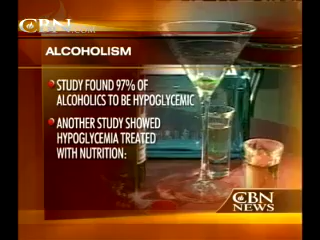 CBN
.COM
ALCOHOLISM
STUDY FOUND 97% OF
ALCOHOLICS TO BE HYPOGLYCEMIC
ANOTHER STUDY SHOWED
HYPOGLYCEMIA TREATED
WITH NUTRITION:
CBN
NEWS